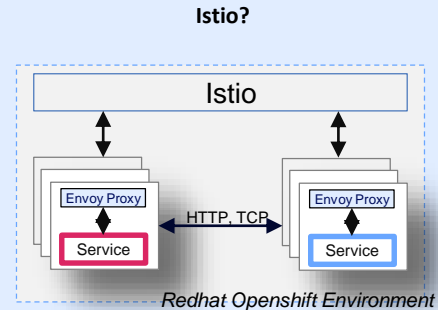 Istio?
Istio
Envoy Proxy
Envoy Proxy
HTTP, TCP
Service
Service
Redhat Openshift Environment